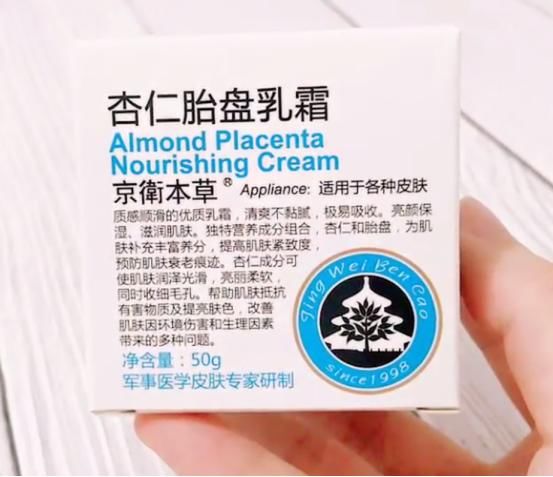 杏仁胎盘乳霜
Almond Placenta
Nourishing Cream
京衛本草® Appliance: 适用于各种皮肤
质感顺滑的优质乳霜，清爽不黏腻，极易吸收。亮颜保
湿、滋润肌肤。独特营养成分组合，杏仁和胎盘，为肌
肤补充丰富养分，提高肌肤紧致度，
预防肌肤衰老痕迹。杏仁成分可
使肌肤润泽光滑，亮丽柔软，
同时收细毛孔。帮助肌肤抵抗
有害物质及提亮肤色，改善
肌肤因环境伤害和生理因素
带来的多种问题。
Jing Wei Ben Cao
since1998
净含量：50g
军事医学皮肤专家研制